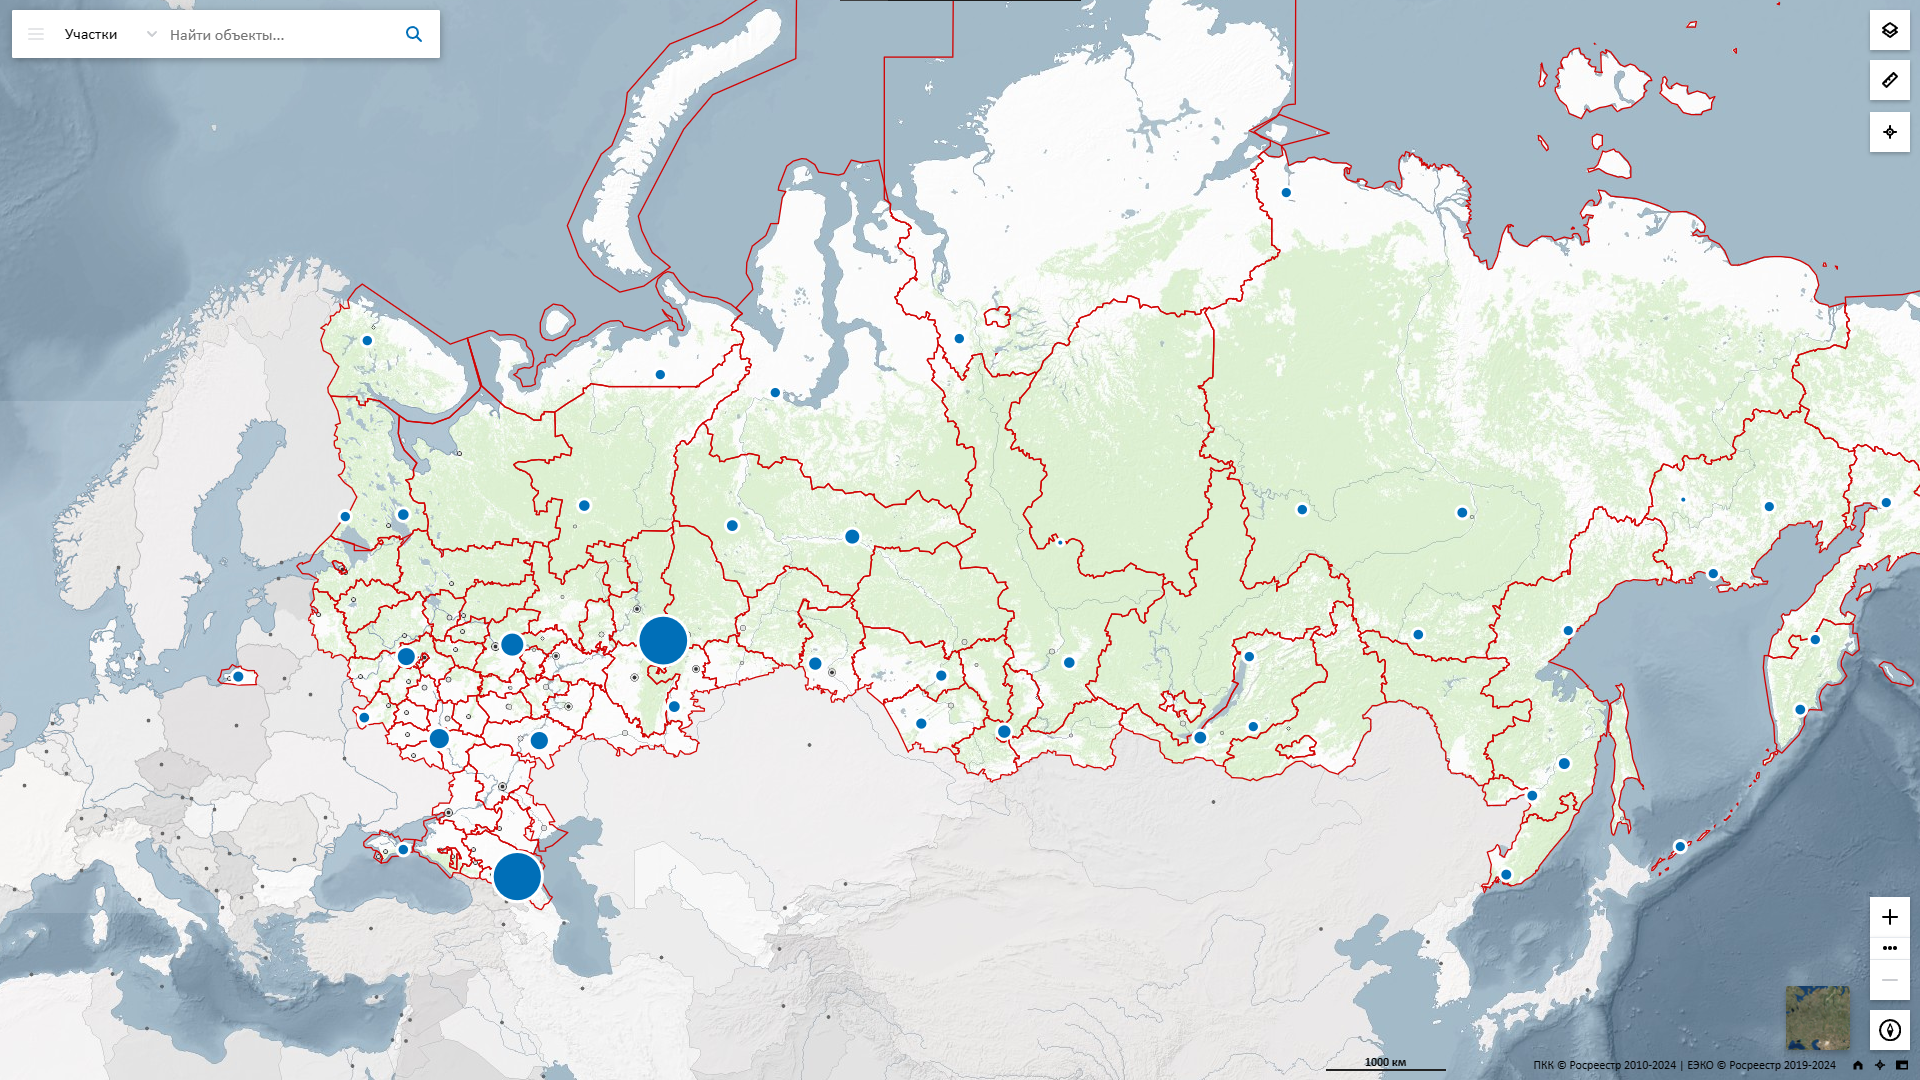 Участки
Найти объекты...
1000 км
ПКК © Росреестр 2010-2024 | ЕЭКО © Росреестр 2019-2024